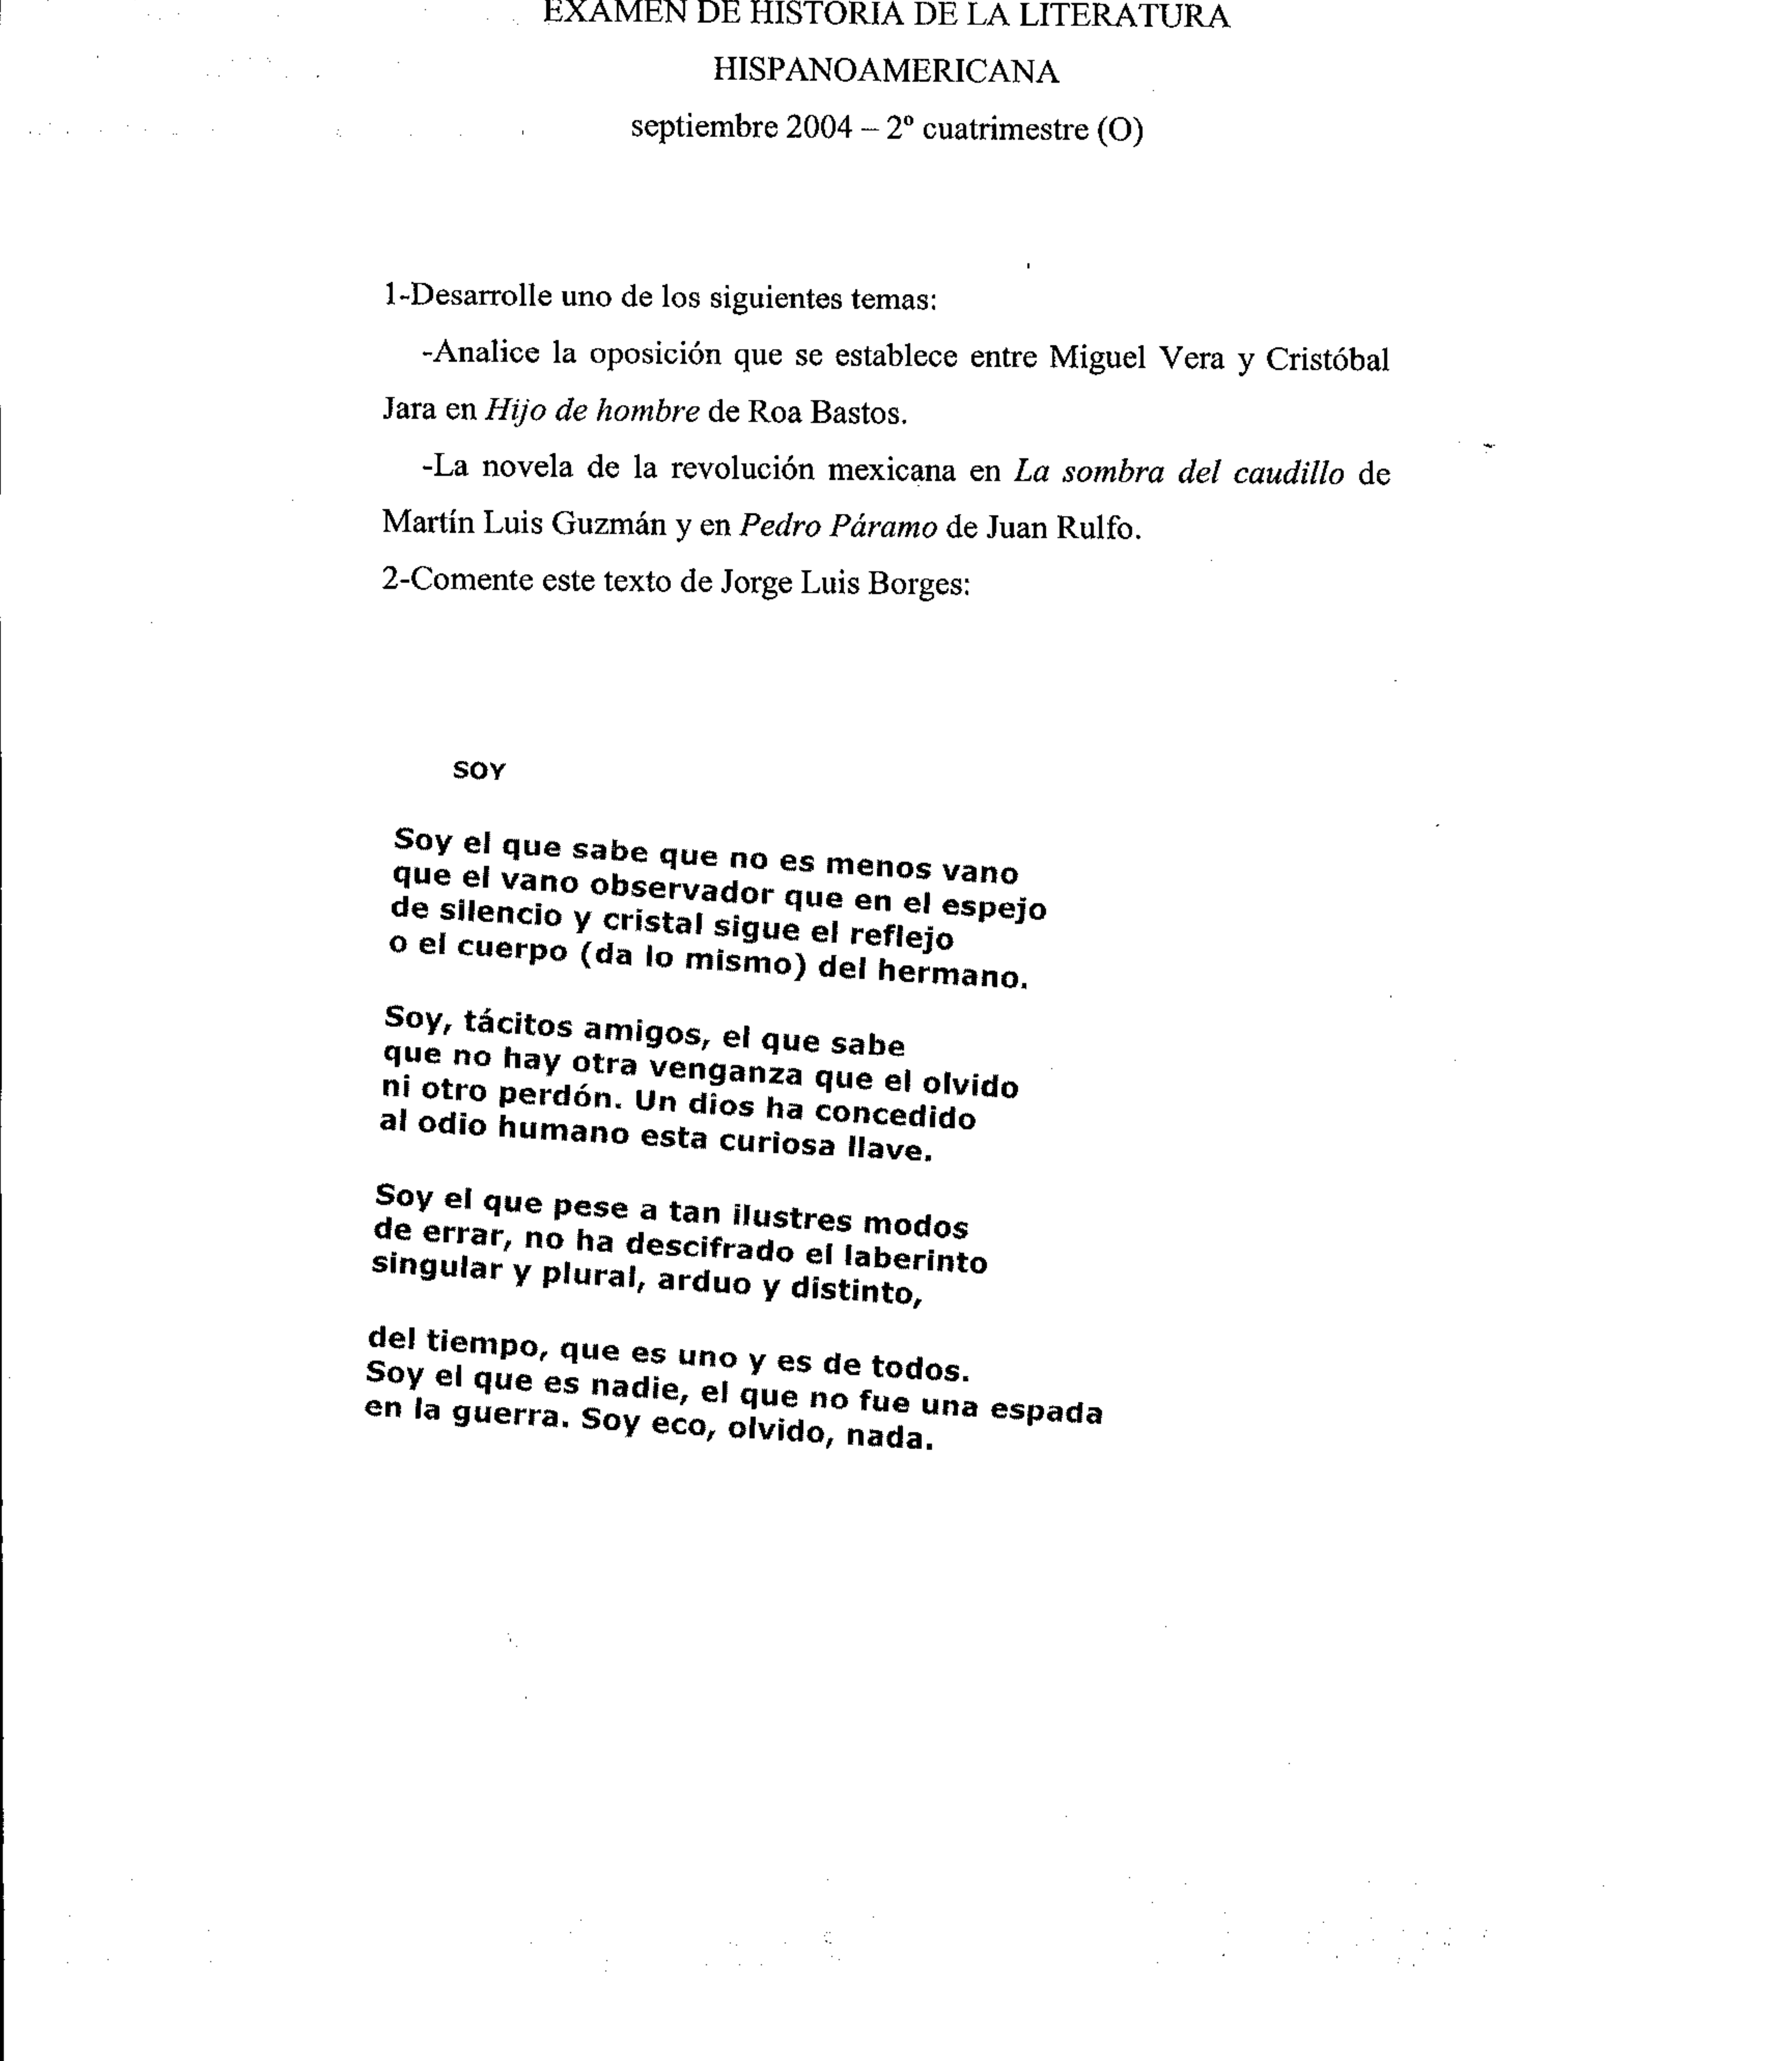 EXAMEN DE HISTORIA DE LA LITERATURA
HISPANOAMERICANA
septiembre 2004 – 2º cuatrimestre (O)
1-Desarrolle uno de los siguientes temas:
-Analice la oposición que se establece entre Miguel Vera y Cristóbal
Jara en Hijo de hombre de Roa Bastos.
-La novela de la revolución mexicana en La sombra del caudillo de
Martín Luis Guzmán y en Pedro Páramo de Juan Rulfo.
2-Comente este texto de Jorge Luis Borges:
SOY
Soy el que sabe que no es menos vano
que el vano observador que en el espejo
de silencio y cristal sigue el reflejo
o el cuerpo (da lo mismo) del hermano.
Soy, tácitos amigos, el que sabe
que no hay otra venganza que el olvido
ni otro perdón. Un dios ha concedido
al odio humano esta curiosa llave.
Soy el que pese a tan ilustres modos
de errar, no ha descifrado el laberinto
singular y plural, arduo y distinto,
del tiempo, que es uno y es de todos.
Soy el que es nadie, el que no fue una espada
en la guerra. Soy eco, olvido, nada.